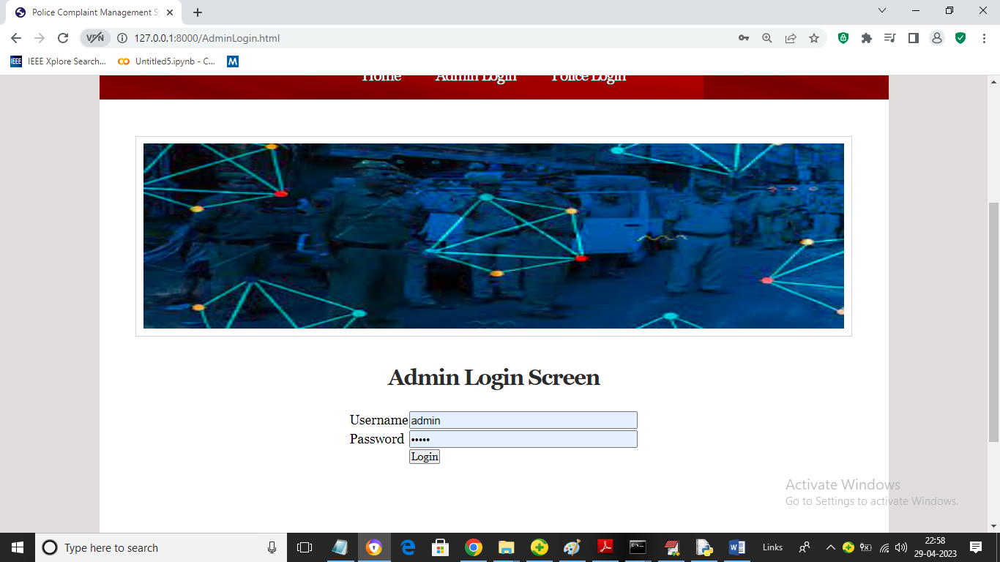 Police Complaint Management S
VPN
127.0.0.1:8000/AdminLogin.html
IEEE IEEE Xplore Search...
Untitled5.ipynb - C...
M
Home
Admin Login
Police Login
Admin Login Screen
Username admin
Password •••••
Login
Activate Windows
Go to Settings to activate Windows.
Type here to search
Links
22:58
29-04-2023